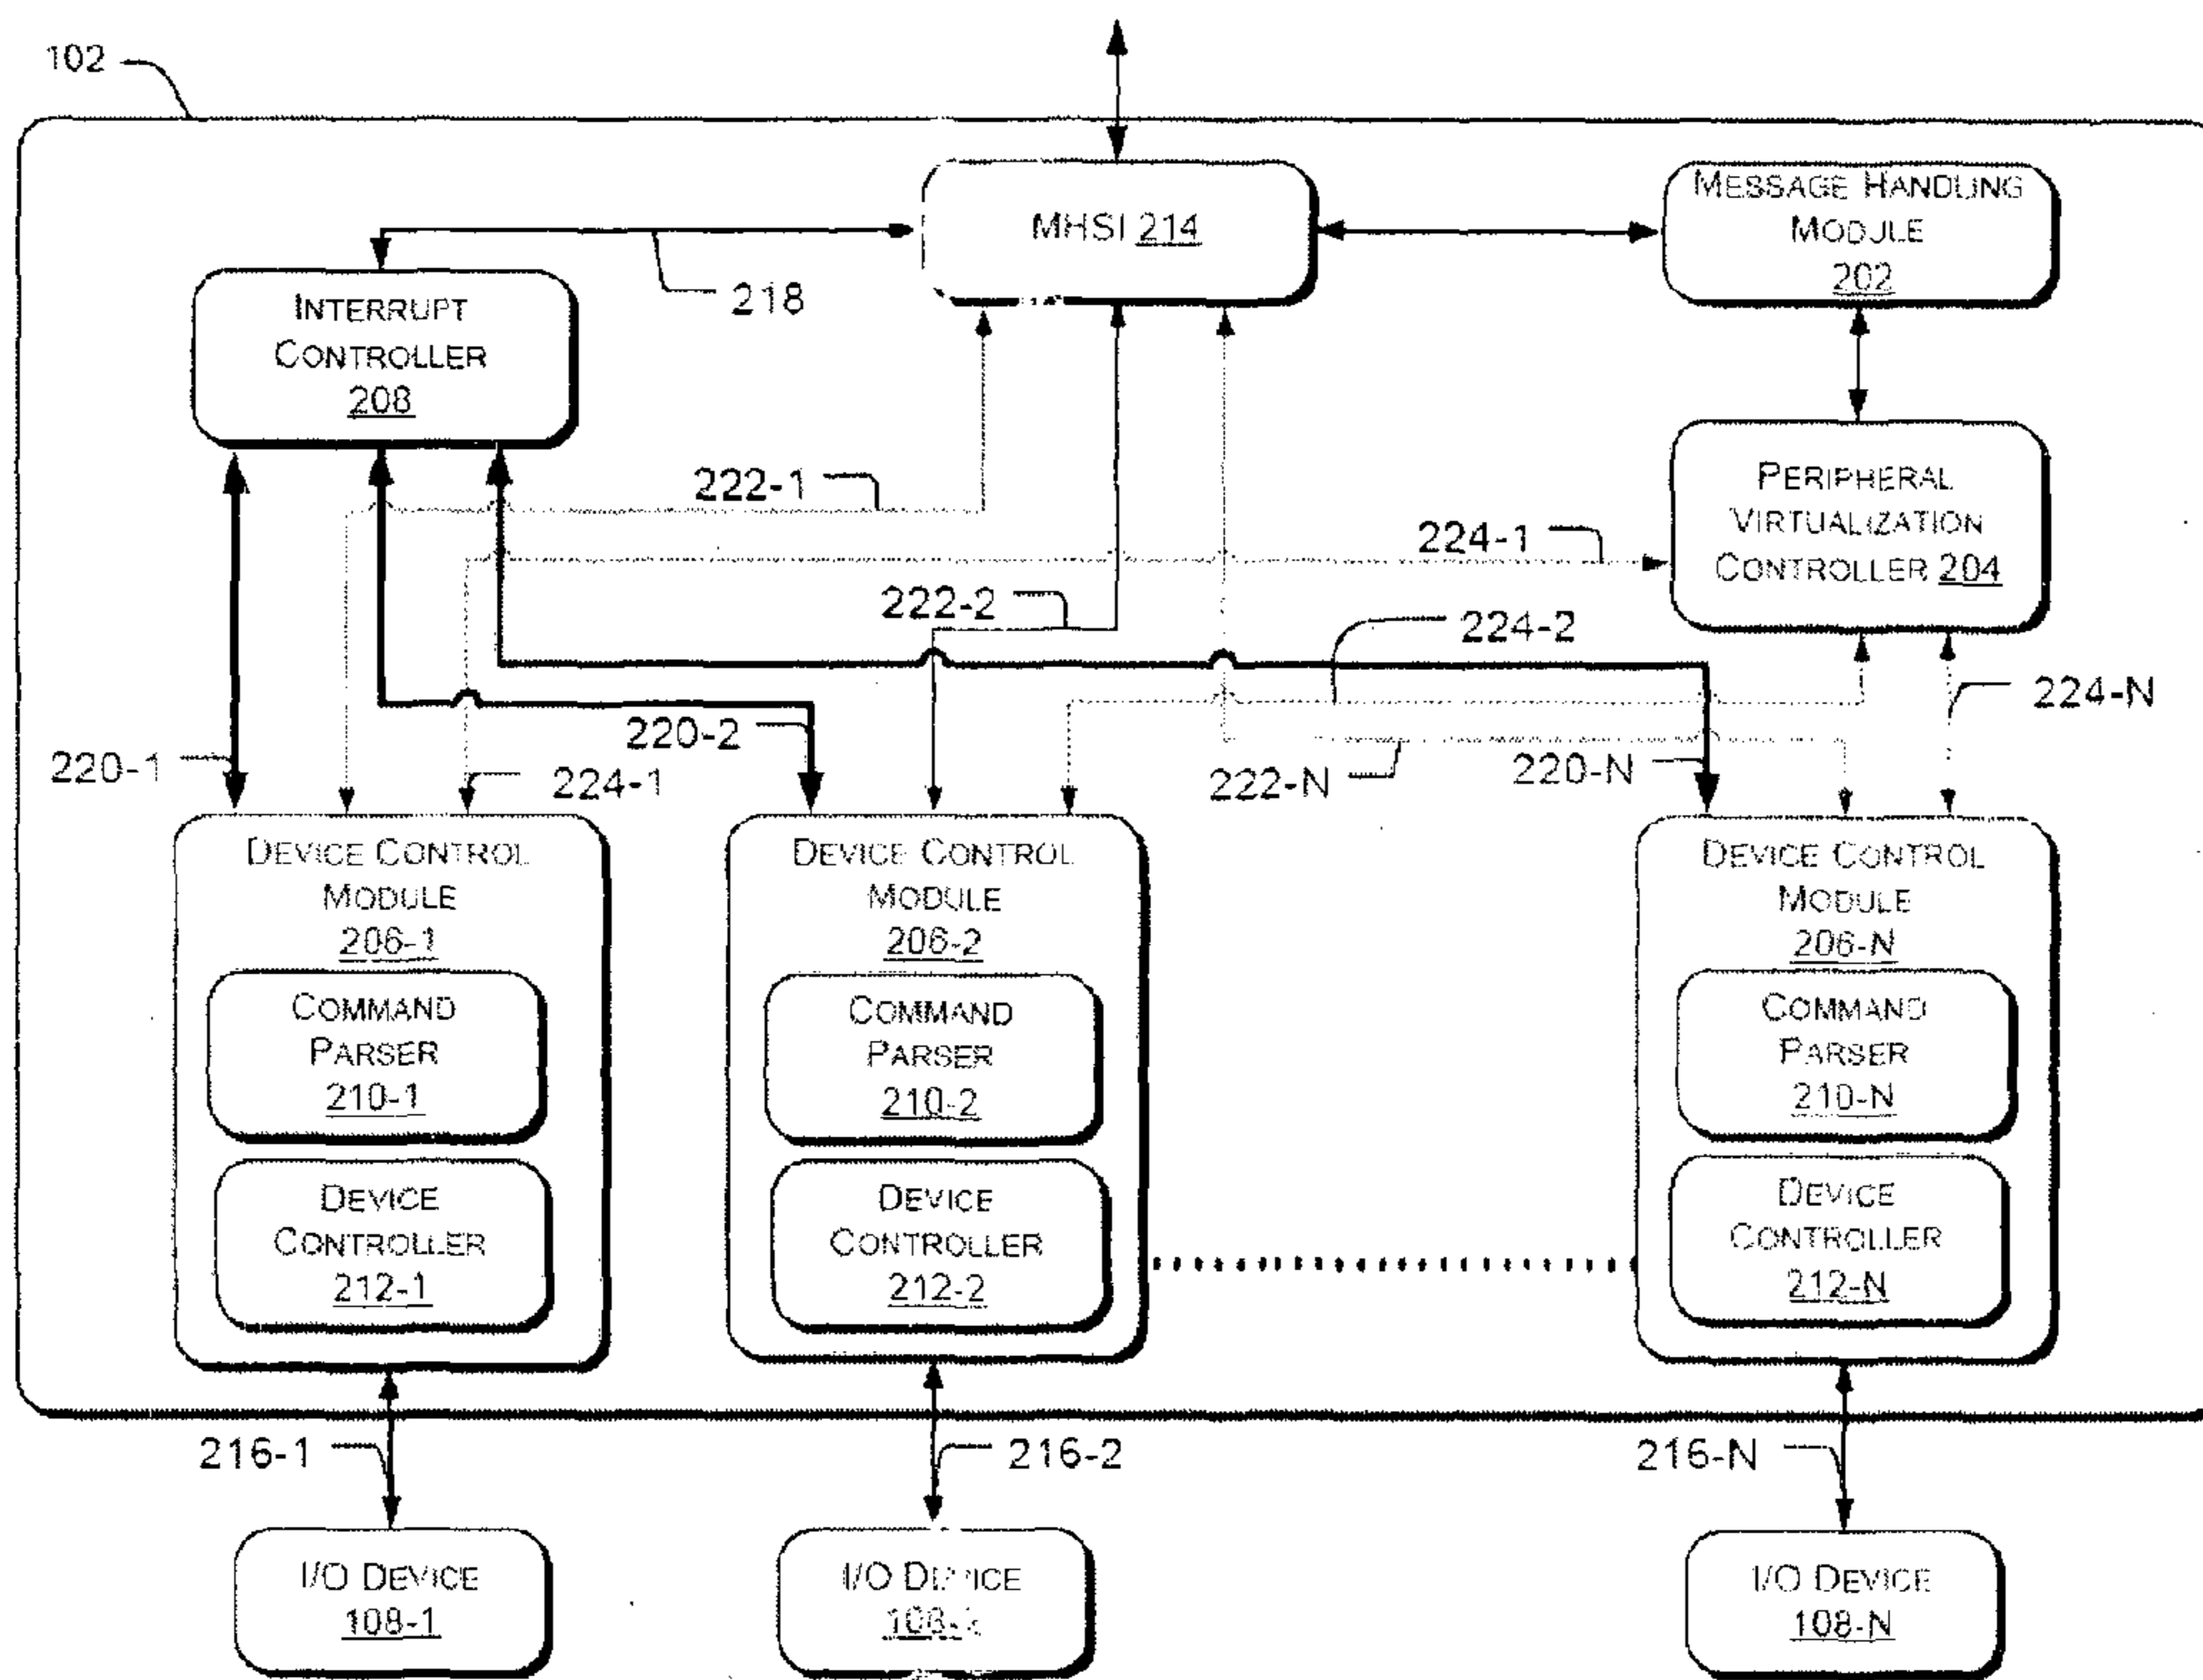 102
MHSI 214
MESSAGE HANDLING
MODULE
202
218
INTERRUPT
CONTROLLER
208
222-1
PERIPHERAL
VIRTUALIZATION
CONTROLLER 204
224-1
222-2
224-2
224-N
220-1
220-2
224-1
222-N
220-N
DEVICE CONTROL
MODULE
206-1
COMMAND
PARSER
210-1
DEVICE
CONTROLLER
212-1
DEVICE CONTROL
MODULE
206-2
COMMAND
PARSER
210-2
DEVICE
CONTROLLER
212-2
DEVICE CONTROL
MODULE
206-N
COMMAND
PARSER
210-N
DEVICE
CONTROLLER
212-N
216-1
216-2
216-N
I/O DEVICE
108-1
I/O DEVICE
108-2
I/O DEVICE
108-N